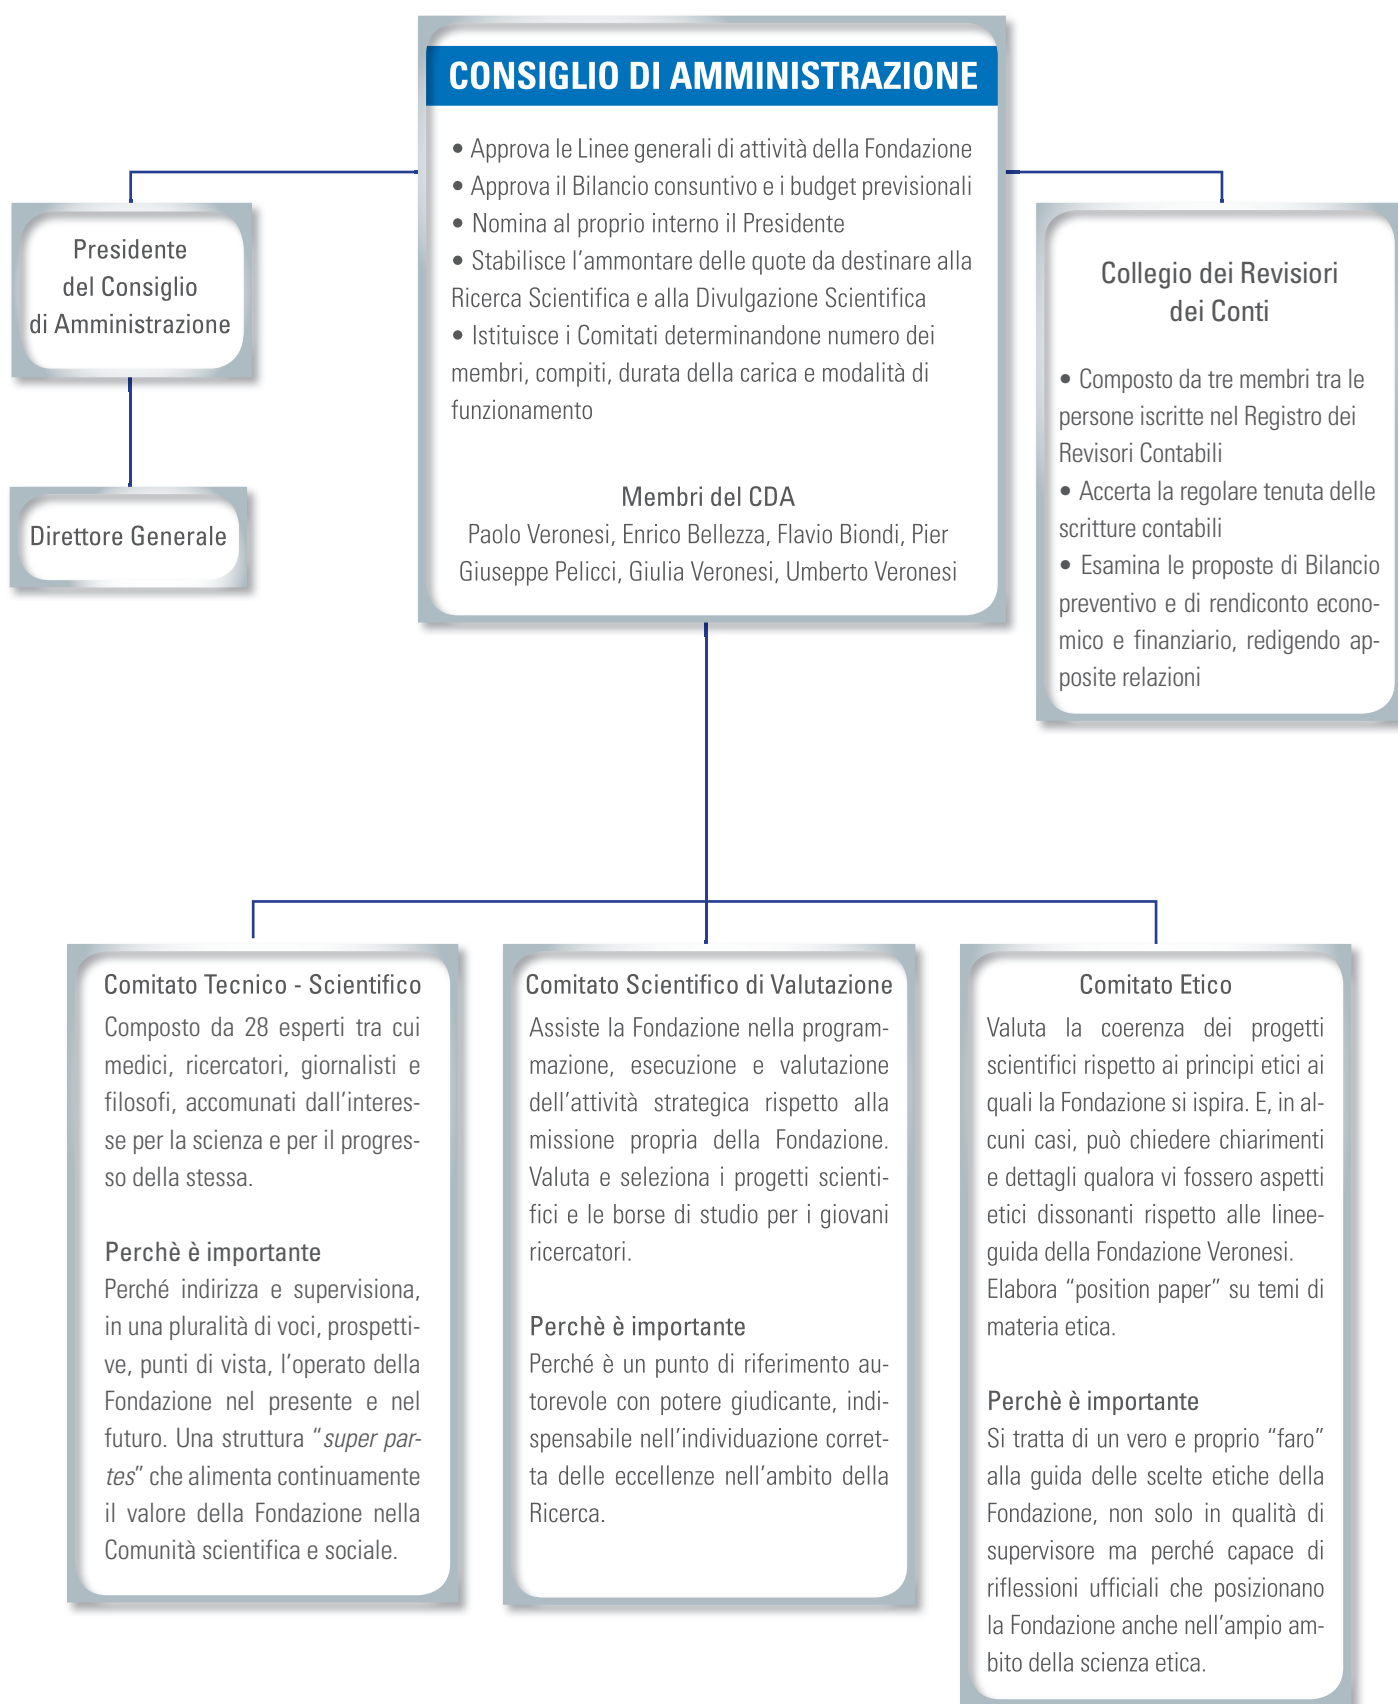 CONSIGLIO DI AMMINISTRAZIONE
• Approva le Linee generali di attività della Fondazione
• Approva il Bilancio consuntivo e i budget previsionali
• Nomina al proprio interno il Presidente
• Stabilisce l’ammontare delle quote da destinare alla
Ricerca Scientifica e alla Divulgazione Scientifica
• Istituisce i Comitati determinandone numero dei
membri, compiti, durata della carica e modalità di
funzionamento
Membri del CDA
Paolo Veronesi, Enrico Bellezza, Flavio Biondi, Pier
Giuseppe Pelicci, Giulia Veronesi, Umberto Veronesi
Presidente
del Consiglio
di Amministrazione
Direttore Generale
Collegio dei Revisiori
dei Conti
• Composto da tre membri tra le
persone iscritte nel Registro dei
Revisori Contabili
• Accerta la regolare tenuta delle
scritture contabili
• Esamina le proposte di Bilancio
preventivo e di rendiconto econo-
mico e finanziario, redigendo ap-
posite relazioni
Comitato Tecnico - Scientifico
Composto da 28 esperti tra cui
medici, ricercatori, giornalisti e
filosofi, accomunati dall’interes-
se per la scienza e per il progres-
so della stessa.
Perchè è importante
Perché indirizza e supervisiona,
in una pluralità di voci, prospetti-
ve, punti di vista, l’operato della
Fondazione nel presente e nel
futuro. Una struttura “super par-
tes” che alimenta continuamente
il valore della Fondazione nella
Comunità scientifica e sociale.
Comitato Scientifico di Valutazione
Assiste la Fondazione nella program-
mazione, esecuzione e valutazione
dell’attività strategica rispetto alla
missione propria della Fondazione.
Valuta e seleziona i progetti scienti-
fici e le borse di studio per i giovani
ricercatori.
Perchè è importante
Perché è un punto di riferimento au-
torevole con potere giudicante, indi-
spensabile nell’individuazione corret-
ta delle eccellenze nell’ambito della
Ricerca.
Comitato Etico
Valuta la coerenza dei progetti
scientifici rispetto ai principi etici ai
quali la Fondazione si ispira. E, in al-
cuni casi, può chiedere chiarimenti
e dettagli qualora vi fossero aspetti
etici dissonanti rispetto alle linee-
guida della Fondazione Veronesi.
Elabora “position paper” su temi di
materia etica.
Perchè è importante
Si tratta di un vero e proprio “faro”
alla guida delle scelte etiche della
Fondazione, non solo in qualità di
supervisore ma perché capace di
riflessioni ufficiali che posizionano
la Fondazione anche nell’ampio am-
bito della scienza etica.